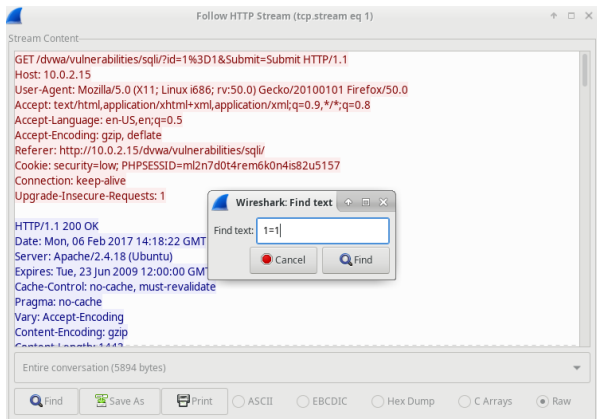 Follow HTTP Stream (tcp.stream eq 1)
Stream Content
GET /dvwa/vulnerabilities/sqli/?id=1%3D1&Submit=Submit HTTP/1.1
Host: 10.0.2.15
User-Agent: Mozilla/5.0 (X11; Linux i686; rv:50.0) Gecko/20100101 Firefox/50.0
Accept: text/html,application/xhtml+xml,application/xml;q=0.9,*/*;q=0.8
Accept-Language: en-US,en;q=0.5
Accept-Encoding: gzip, deflate
Referer: http://10.0.2.15/dvwa/vulnerabilities/sqli/
Cookie: security=low; PHPSESSID=ml2n7d0t4rem6k0n4is82u5157
Connection: keep-alive
Upgrade-Insecure-Requests: 1
Wireshark: Find text
Find text: 1=1
Cancel Find
HTTP/1.1 200 OK
Date: Mon, 06 Feb 2017 14:18:22 GMT
Server: Apache/2.4.18 (Ubuntu)
Expires: Tue, 23 Jun 2009 12:00:00 GMT
Cache-Control: no-cache, must-revalidate
Pragma: no-cache
Vary: Accept-Encoding
Content-Encoding: gzip
Content-Length: 1443
Entire conversation (5894 bytes)
Find Save As Print ASCII EBCDIC Hex Dump C Arrays Raw